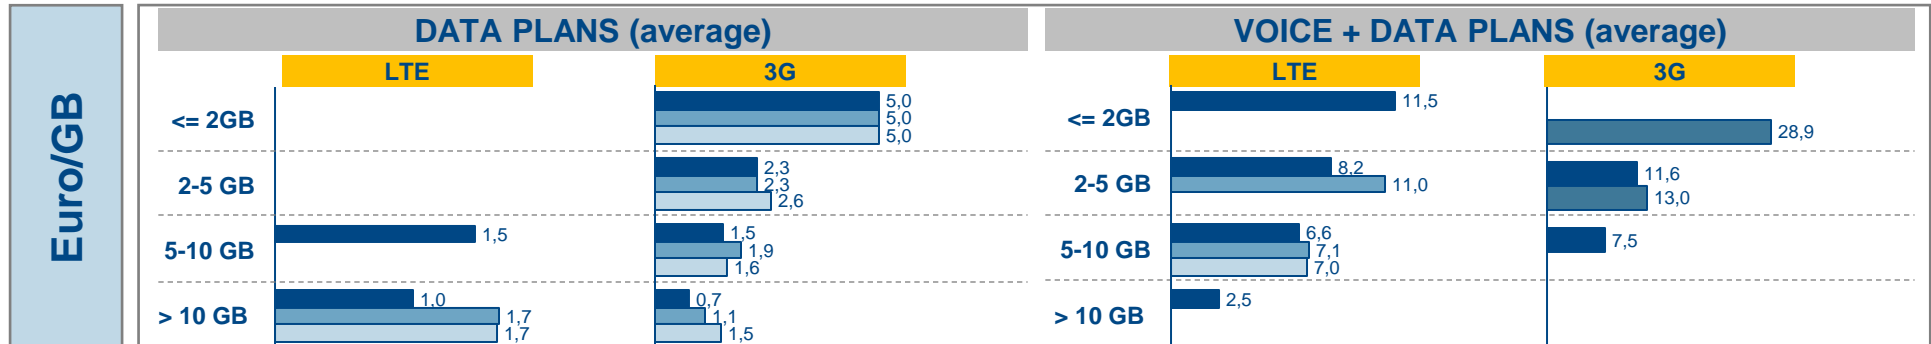 Euro/GB
DATA PLANS (average)
VOICE + DATA PLANS (average)
LTE
3G
LTE
3G
<= 2GB
5,0
5,0
5,0
<= 2GB
11,5
28,9
2-5 GB
2,3
2,3
2,6
2-5 GB
8,2
11,0
11,6
13,0
5-10 GB
1,5
1,5
1,9
1,6
5-10 GB
6,6
7,1
7,0
7,5
> 10 GB
1,0
1,7
1,7
0,7
1,1
1,5
> 10 GB
2,5